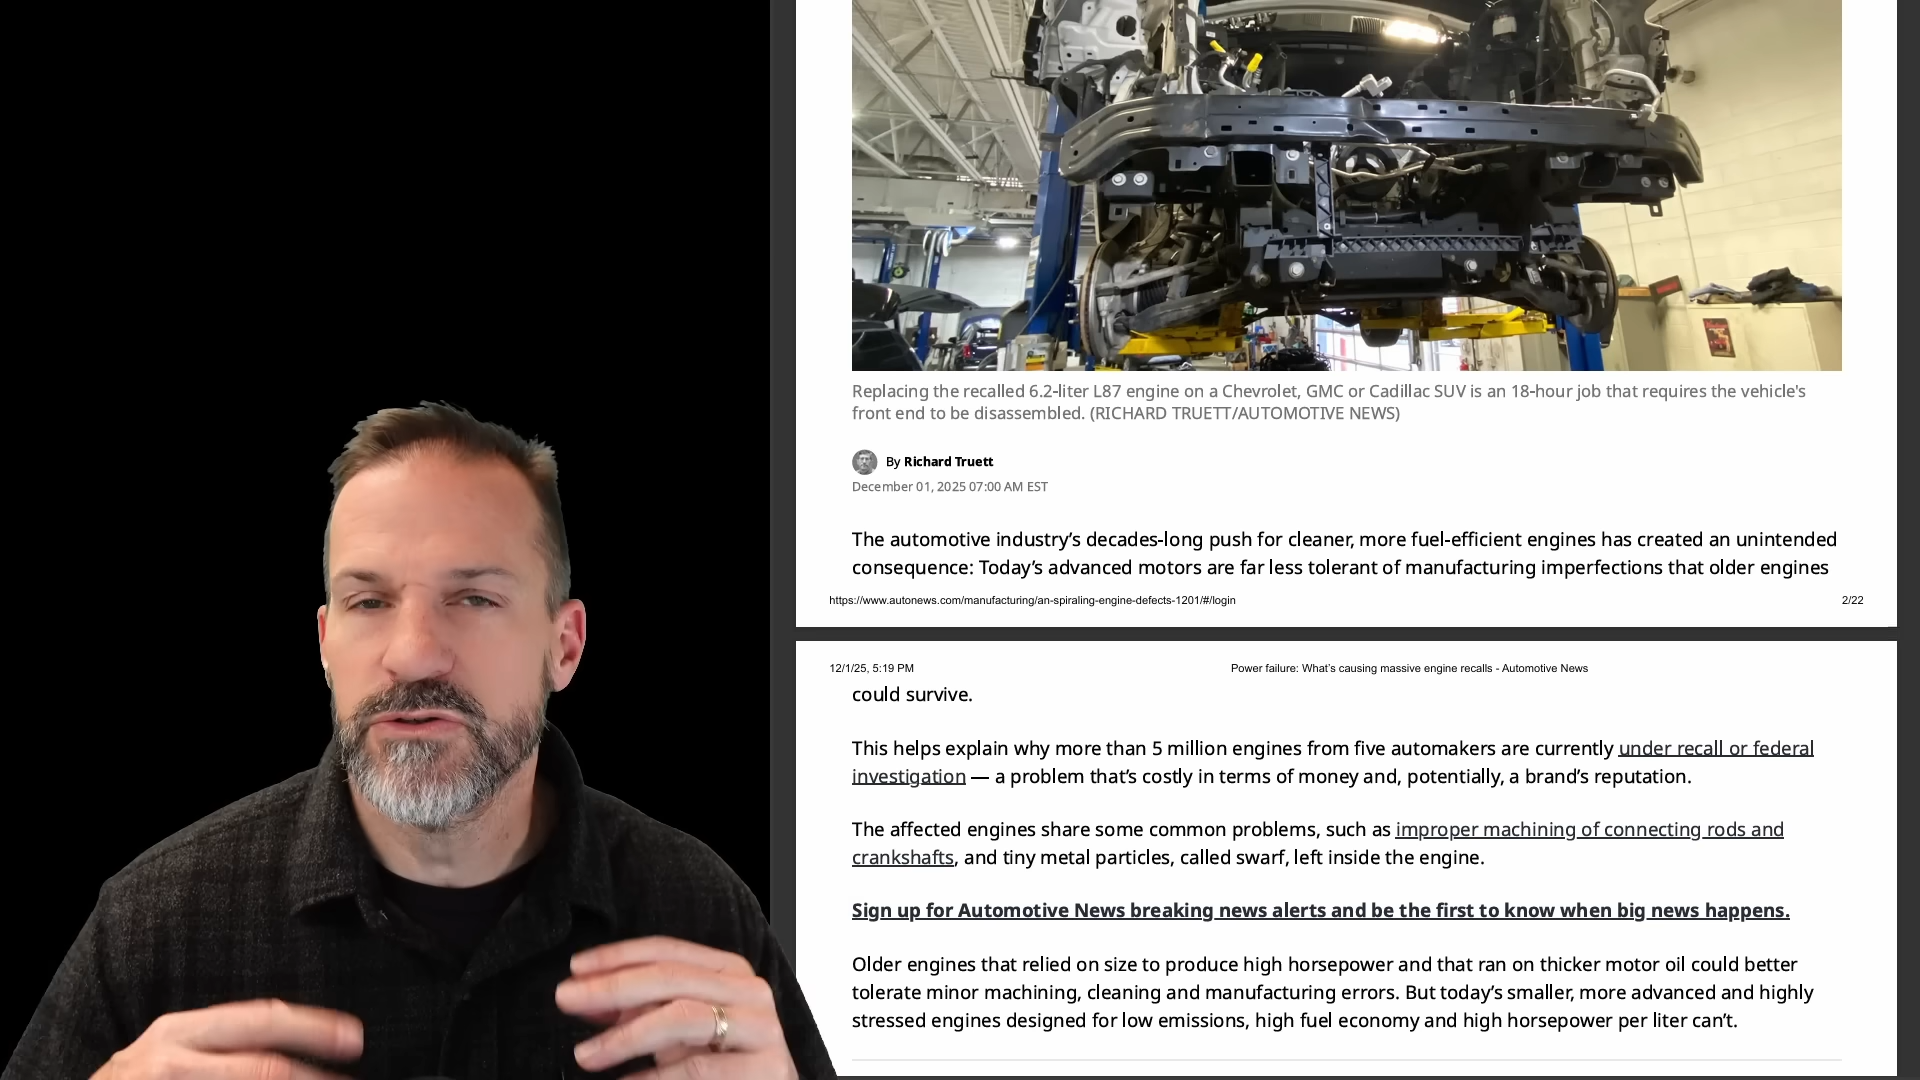 Replacing the recalled 6.2-liter L87 engine on a Chevrolet, GMC or Cadillac SUV is an 18-hour job that requires the vehicle's
front end to be disassembled. (RICHARD TRUETT/AUTOMOTIVE NEWS)
By Richard Truett
December 01, 2025 07:00 AM EST
The automotive industry’s decades-long push for cleaner, more fuel-efficient engines has created an unintended
consequence: Today’s advanced motors are far less tolerant of manufacturing imperfections that older engines
https://www.autonews.com/manufacturing/an-spiraling-engine-defects-1201/#/login 2/22
12/1/25, 5:19 PM Power failure: What’s causing massive engine recalls - Automotive News
could survive.
This helps explain why more than 5 million engines from five automakers are currently under recall or federal
investigation — a problem that’s costly in terms of money and, potentially, a brand’s reputation.
The affected engines share some common problems, such as improper machining of connecting rods and
crankshafts, and tiny metal particles, called swarf, left inside the engine.
Sign up for Automotive News breaking news alerts and be the first to know when big news happens.
Older engines that relied on size to produce high horsepower and that ran on thicker motor oil could better
tolerate minor machining, cleaning and manufacturing errors. But today’s smaller, more advanced and highly
stressed engines designed for low emissions, high fuel economy and high horsepower per liter can’t.